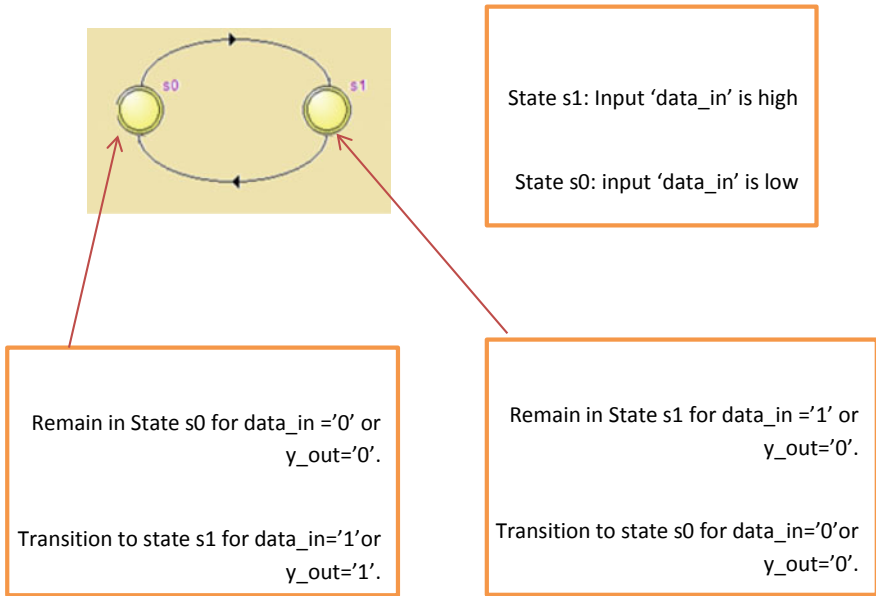 s0
s1
State s1: Input ‘data_in’ is high
State s0: input ‘data_in’ is low
Remain in State s0 for data_in =’0’ or
y_out=’0’.
Transition to state s1 for data_in=’1’or
y_out=’1’.
Remain in State s1 for data_in =’1’ or
y_out=’0’.
Transition to state s0 for data_in=’0’or
y_out=’0’.